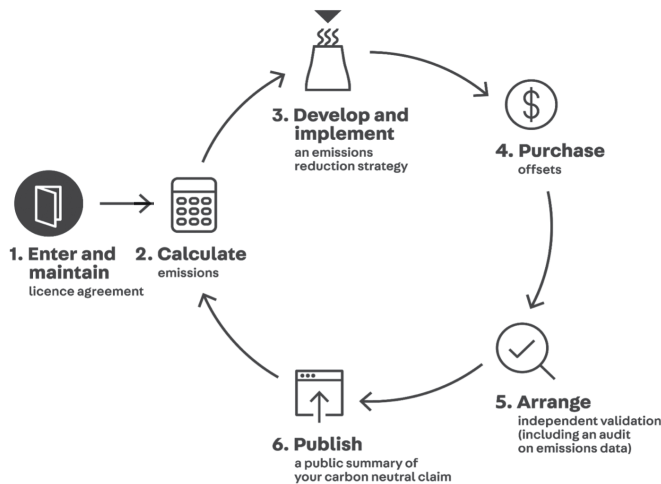 1. Enter and
maintain
licence agreement
2. Calculate
emissions
3. Develop and
implement
an emissions
reduction strategy
$
4. Purchase
offsets
5. Arrange
independent validation
(including an audit
on emissions data)
6. Publish
a public summary of
your carbon neutral claim